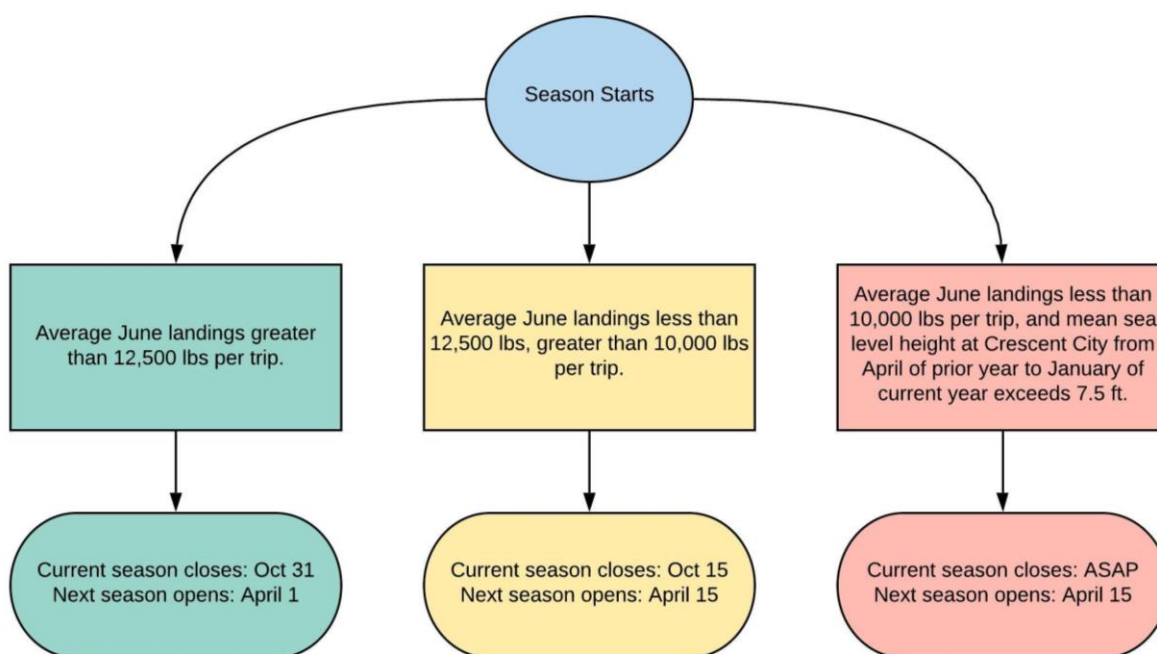 Season Starts
Average June landings greater
than 12,500 lbs per trip.
Average June landings less than
12,500 lbs, greater than 10,000 lbs
per trip.
Average June landings less than
10,000 lbs per trip, and mean sea
level height at Crescent City from
April of prior year to January of
current year exceeds 7.5 ft.
Current season closes: Oct 31
Next season opens: April 1
Current season closes: Oct 15
Next season opens: April 15
Current season closes: ASAP
Next season opens: April 15